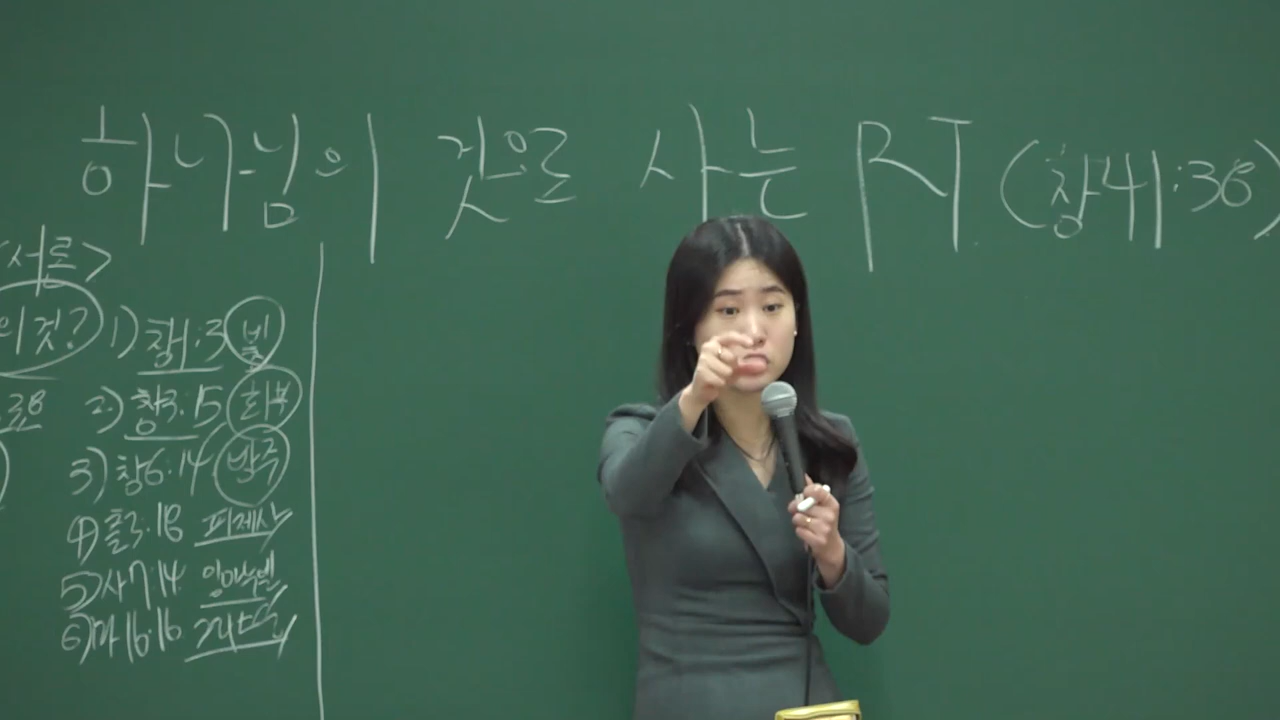 하나님의 것으로 사는 RT (창41:38)
<서론>
의 것? 1) 창1:3 빛
2) 창3:15 회복
3) 창6:14 방주
4) 출3:18 피제사
5) 사7:14 임마누엘
6) 마16:16 그리스도